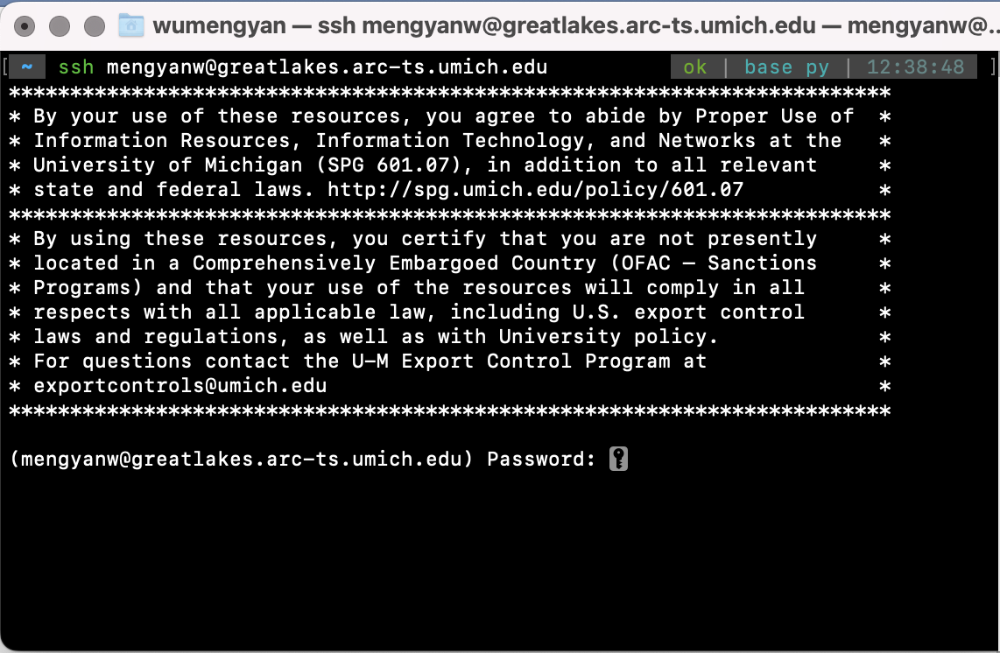 wumengyan — ssh mengyanw@greatlakes.arc-ts.umich.edu — mengyanw@...
[ ~ ssh mengyanw@greatlakes.arc-ts.umich.edu ok | base py | 12:38:48 ]
************************************************************************
* By your use of these resources, you agree to abide by Proper Use of  *
* Information Resources, Information Technology, and Networks at the   *
* University of Michigan (SPG 601.07), in addition to all relevant     *
* state and federal laws. http://spg.umich.edu/policy/601.07           *
************************************************************************
* By using these resources, you certify that you are not presently     *
* located in a Comprehensively Embargoed Country (OFAC – Sanctions     *
* Programs) and that your use of the resources will comply in all      *
* respects with all applicable law, including U.S. export control      *
* laws and regulations, as well as with University policy.             *
* For questions contact the U-M Export Control Program at              *
* exportcontrols@umich.edu                                             *
************************************************************************
(mengyanw@greatlakes.arc-ts.umich.edu) Password: